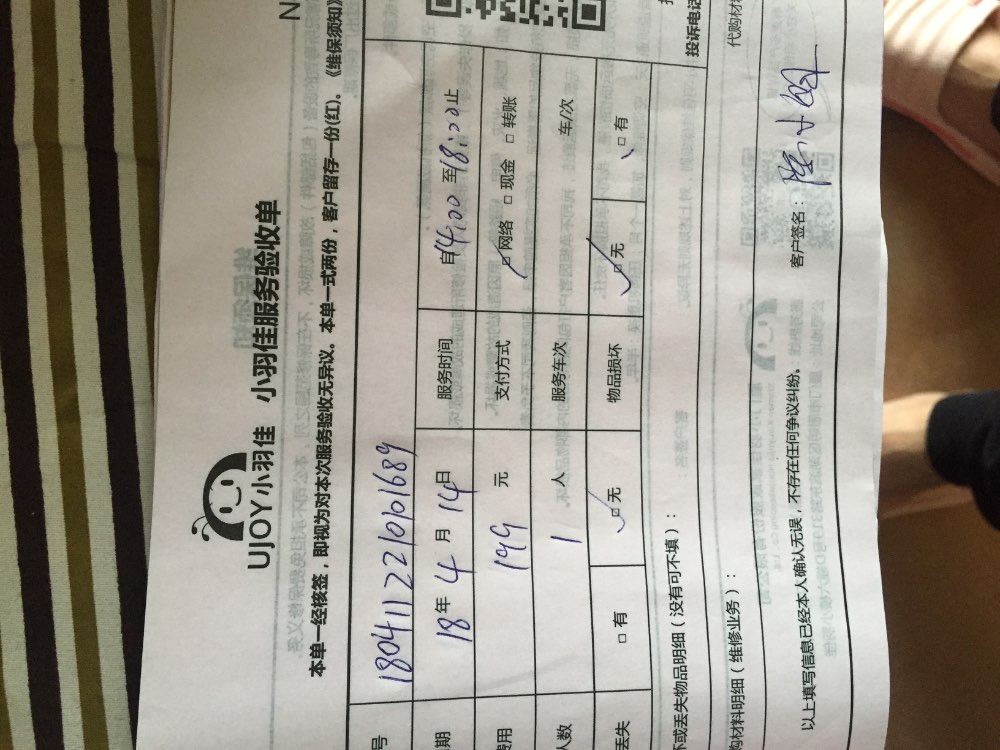 UJOY小羽佳 小羽佳服务验收单
本单一经核签，即视为对本次服务验收无异议。本单一式两份，客户留存一份(红)。《维保须知》
号 1804112210101689
期 18年4月14日 服务时间 自14:00至18:00止
费用 199 元 支付方式 □网络 □现金 □转账
人数 1 人 服务车次 车/次
丢失 □有 □无 物品损坏 □无 □有
坏或丢失物品明细（没有可不填）：
购材料明细（维修业务）：
代购材
投诉电话
以上填写信息已经本人确认无误，不存在任何争议纠纷。 客户签名：